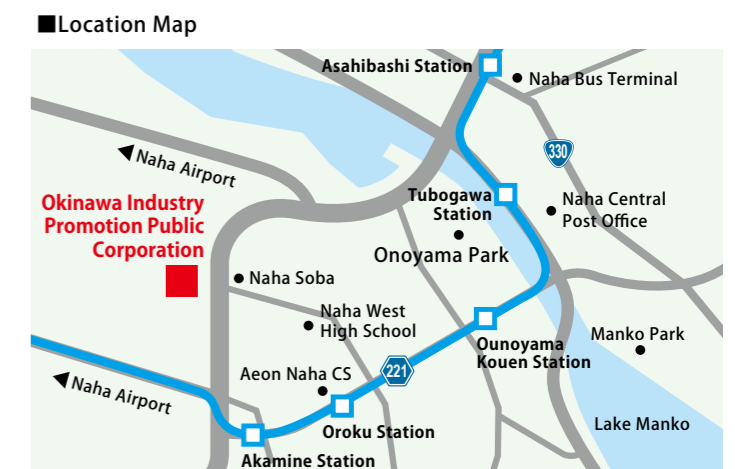 ■Location Map
Asahibashi Station
Naha Bus Terminal
330
Naha Airport
Okinawa Industry
Promotion Public
Corporation
Tubogawa
Station
Naha Central
Post Office
Onoyama Park
Naha Soba
Naha West
High School
Ounoyama
Kouen Station
Manko Park
Aeon Naha CS
221
Naha Airport
Oroku Station
Lake Manko
Akamine Station